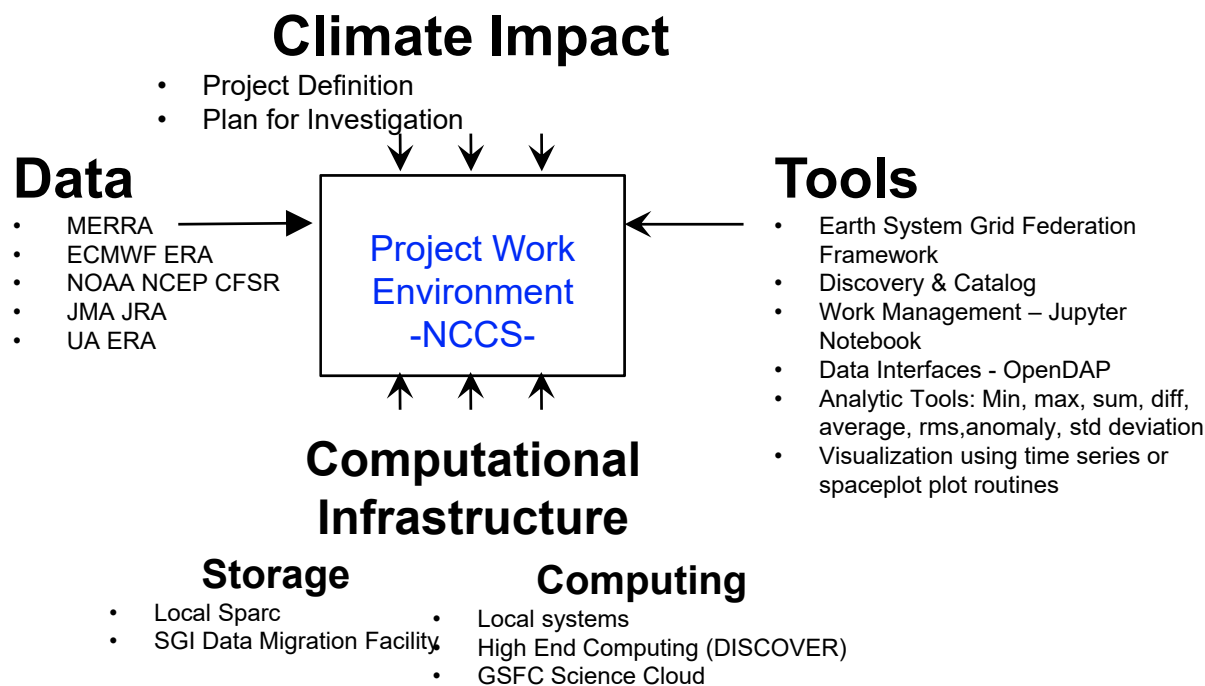 Climate Impact
• Project Definition
• Plan for Investigation
Data
• MERRA
• ECMWF ERA
• NOAA NCEP CFSR
• JMA JRA
• UA ERA
Project Work
Environment
-NCCS-
Tools
• Earth System Grid Federation
Framework
• Discovery & Catalog
• Work Management – Jupyter
Notebook
• Data Interfaces - OpenDAP
• Analytic Tools: Min, max, sum, diff,
average, rms,anomaly, std deviation
• Visualization using time series or
spaceplot plot routines
Computational
Infrastructure
Storage
• Local Sparc
• SGI Data Migration Facility
Computing
• Local systems
• High End Computing (DISCOVER)
• GSFC Science Cloud